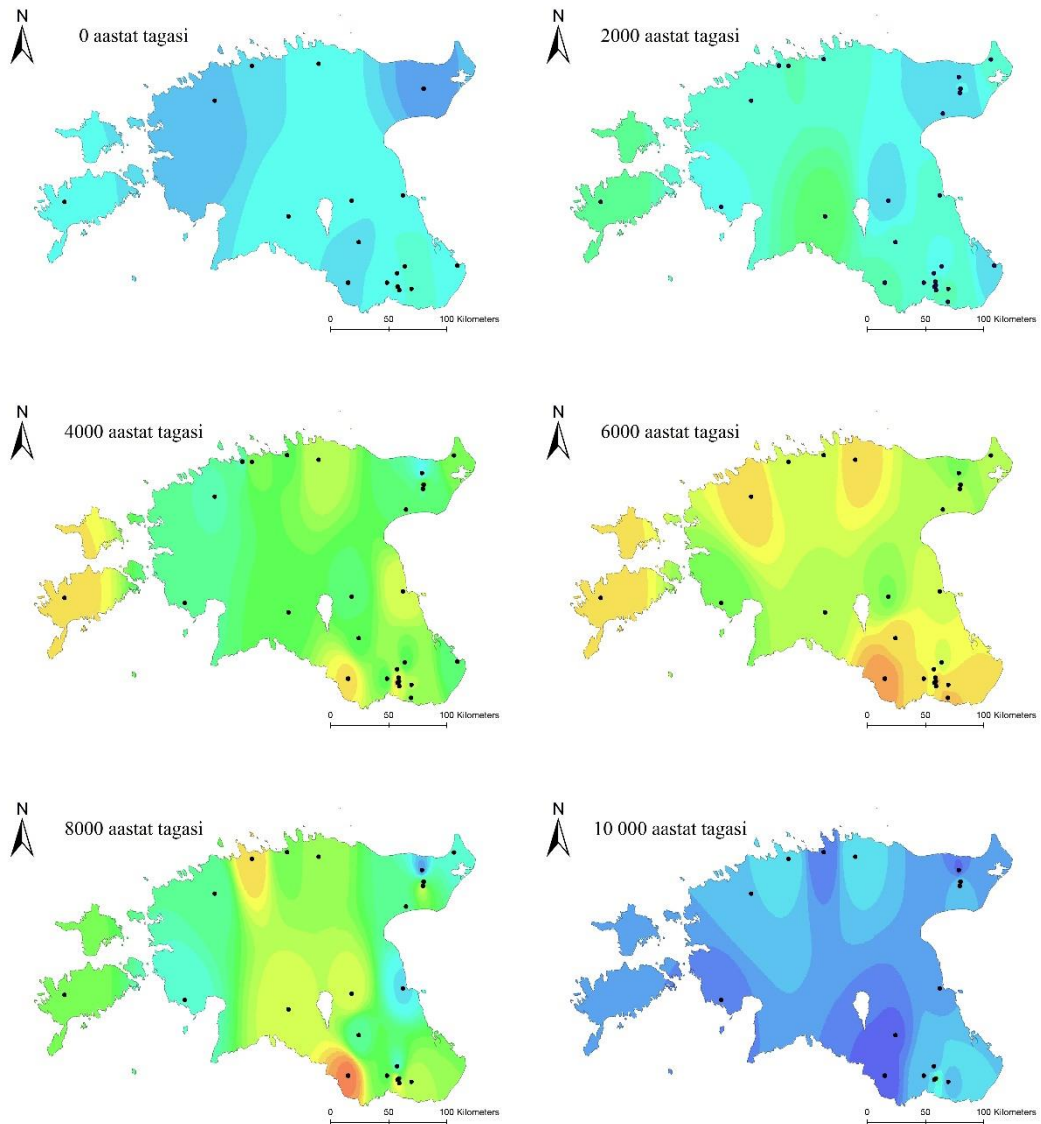 N
0 aastat tagasi
0 50 100 Kilometers
N
2000 aastat tagasi
0 50 100 Kilometers
N
4000 aastat tagasi
0 50 100 Kilometers
N
6000 aastat tagasi
0 50 100 Kilometers
N
8000 aastat tagasi
0 50 100 Kilometers
N
10 000 aastat tagasi
0 50 100 Kilometers